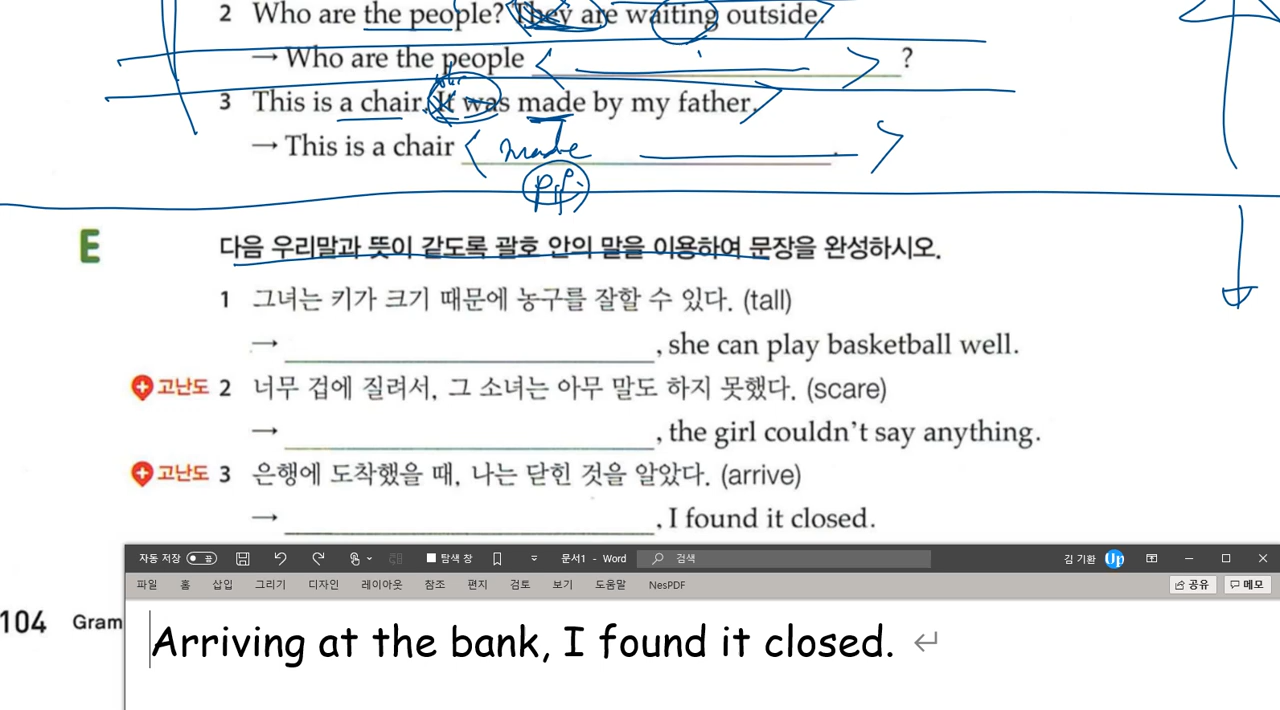 2 Who are the people? They are waiting outside.
→ Who are the people ?
3 This is a chair. It was made by my father.
→ This is a chair made .
p.p.
E 다음 우리말과 뜻이 같도록 괄호 안의 말을 이용하여 문장을 완성하시오.
1 그녀는 키가 크기 때문에 농구를 잘할 수 있다. (tall)
→ , she can play basketball well.
고난도 2 너무 겁에 질려서, 그 소녀는 아무 말도 하지 못했다. (scare)
→ , the girl couldn't say anything.
고난도 3 은행에 도착했을 때, 나는 닫힌 것을 알았다. (arrive)
→ , I found it closed.
자동 저장 끔 탐색 창 문서1 - Word 검색 김 기환 Up
파일 홈 삽입 그리기 디자인 레이아웃 참조 편지 검토 보기 도움말 NesPDF 공유 메모
104 Gram
Arriving at the bank, I found it closed. ↵